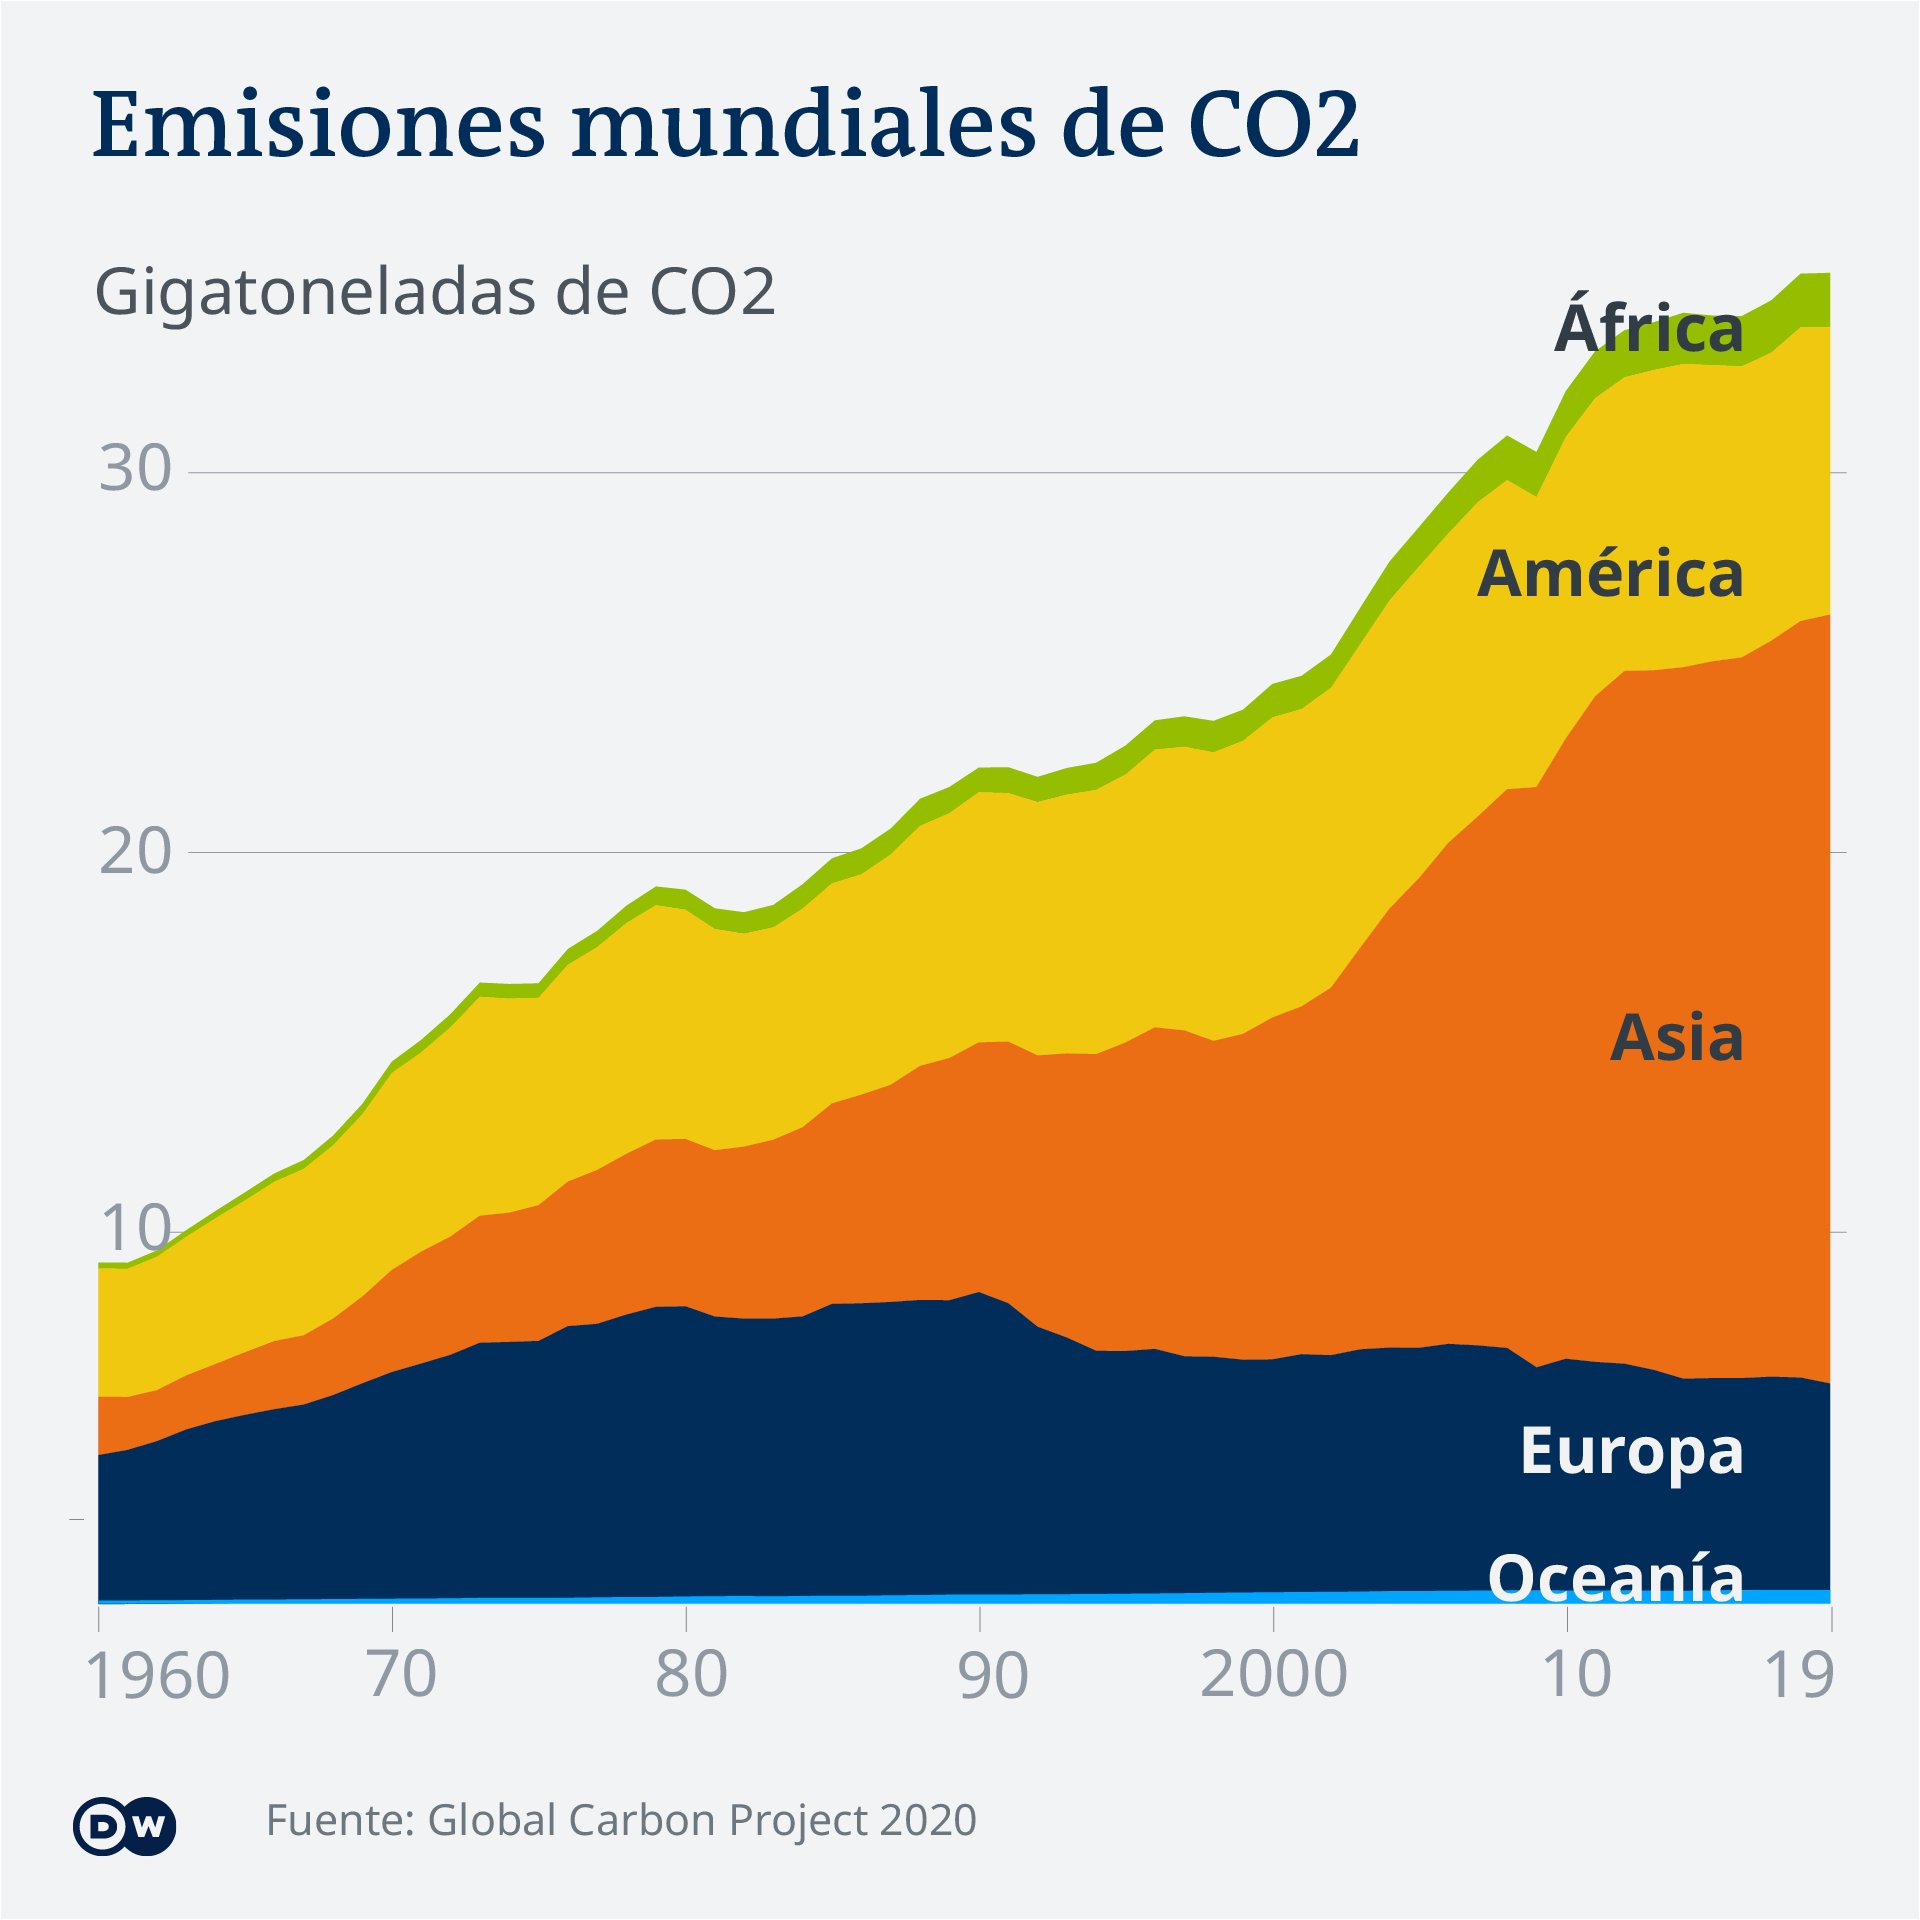 Emisiones mundiales de CO2
Gigatoneladas de CO2
África
30
América
20
Asia
10
Europa
Oceanía
1960 70 80 90 2000 10 19
DW Fuente: Global Carbon Project 2020